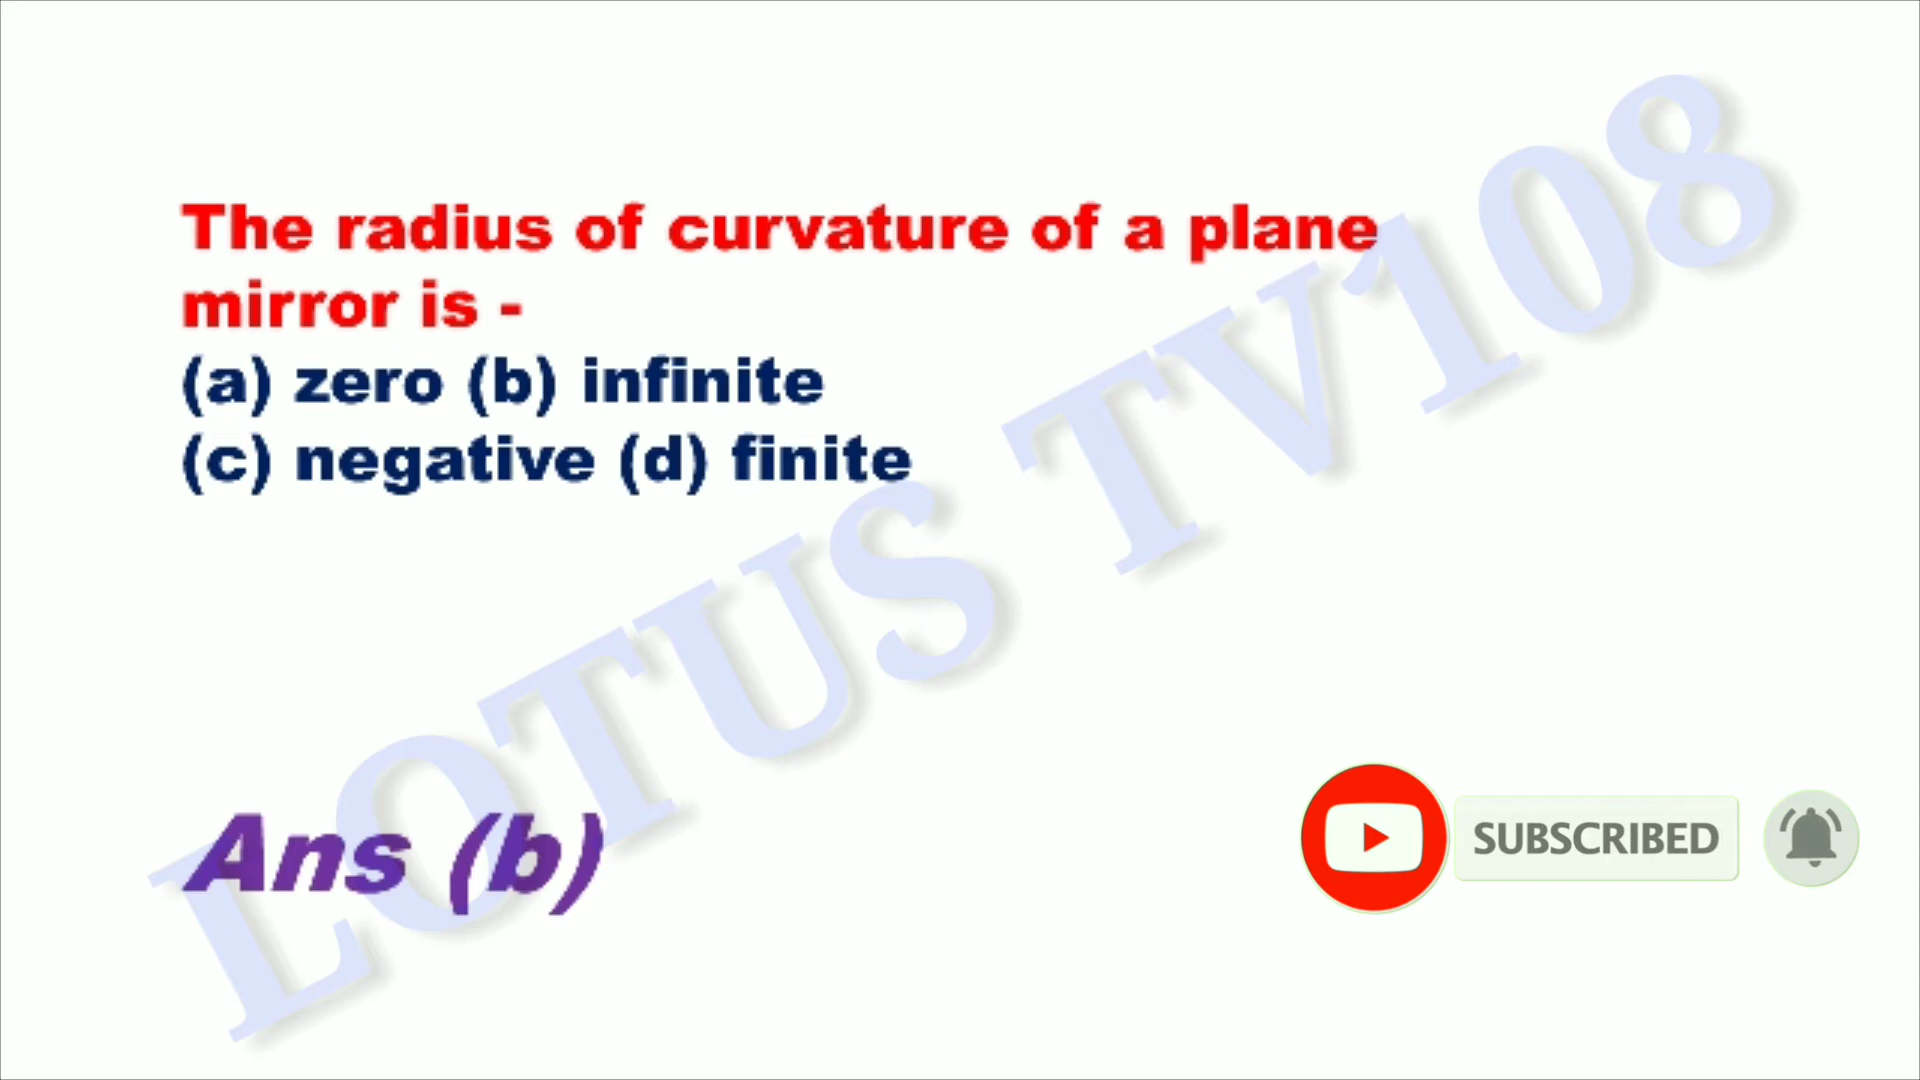 The radius of curvature of a plane
mirror is -
(a) zero (b) infinite
(c) negative (d) finite
LOTUS TV108
Ans (b)
SUBSCRIBED